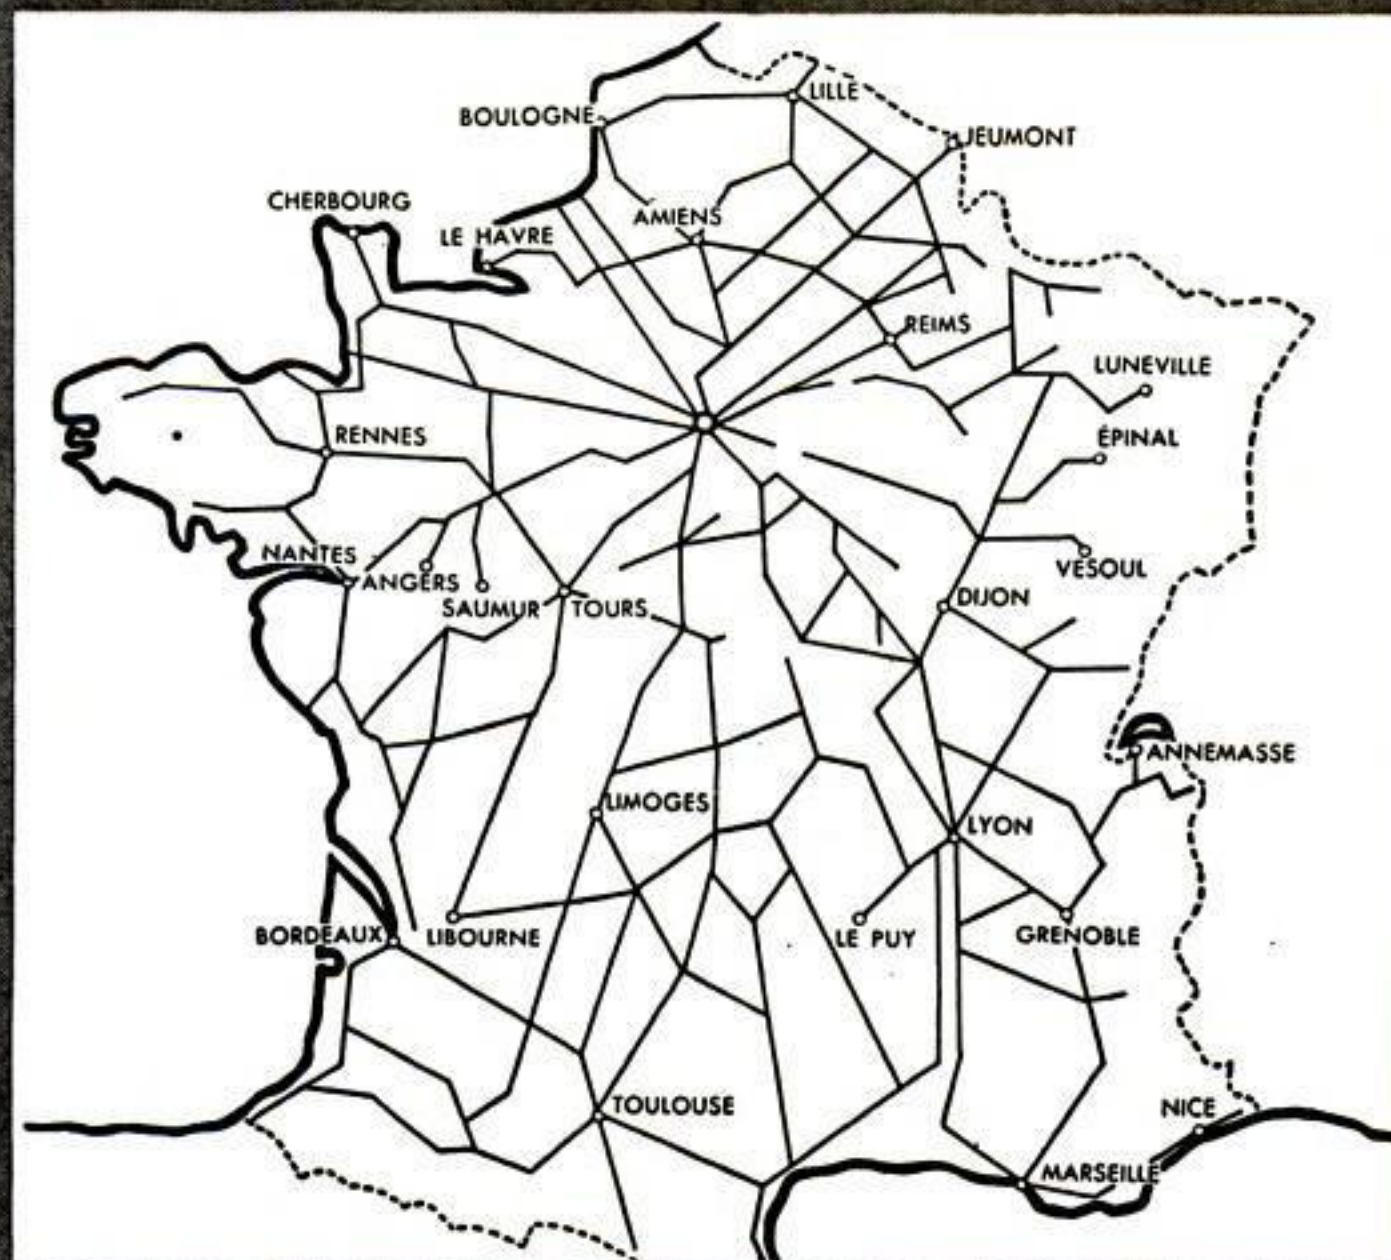 LILLE
BOULOGNE
JEUMONT
CHERBOURG
AMIENS
LE HAVRE
REIMS
LUNEVILLE
RENNES
ÉPINAL
NANTES
VESOUL
ANGERS
DIJON
SAUMUR
TOURS
ANNEMASSE
LIMOGES
LYON
BORDEAUX
LIBOURNE
LE PUY
GRENOBLE
TOULOUSE
NICE
MARSEILLE